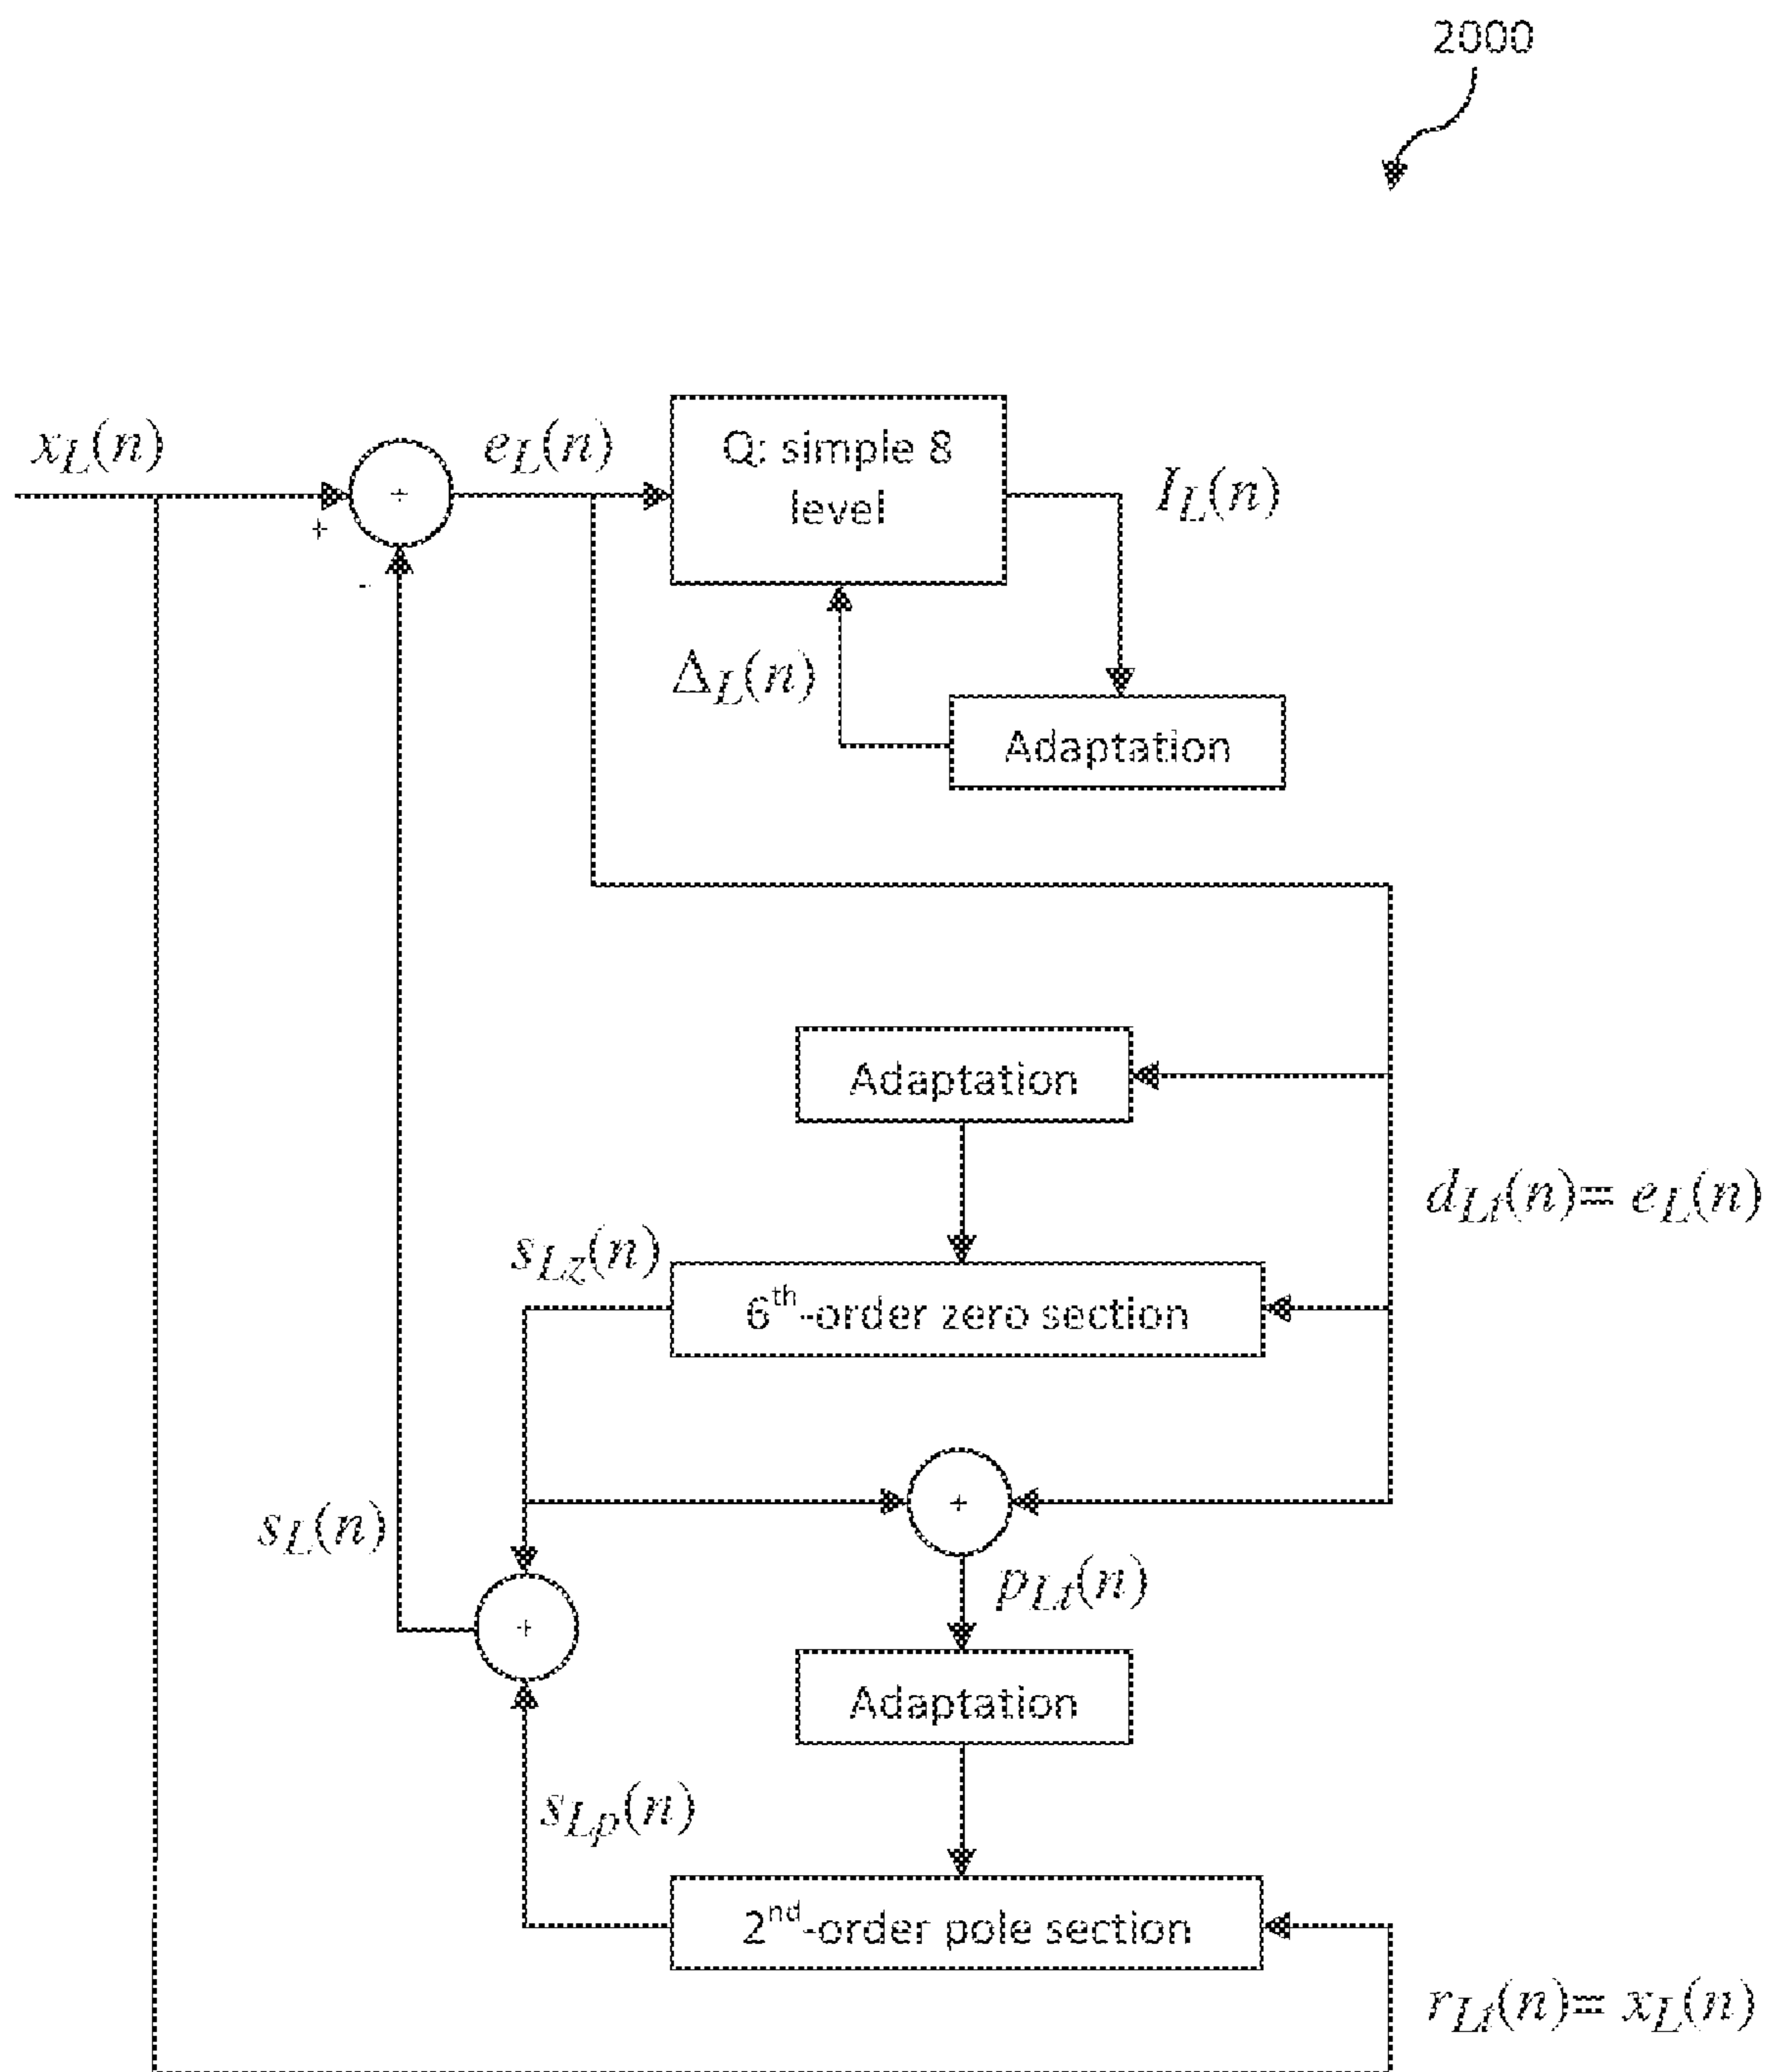 2000
x_L(n)
e_L(n)
Q: simple 8
level
I_L(n)
+
+
-
Δ_L(n)
Adaptation
Adaptation
d_Lt(n)= e_L(n)
s_Lz(n)
6th-order zero section
+
s_L(n)
p_Lt(n)
+
Adaptation
s_Lp(n)
2nd-order pole section
r_Lt(n)= x_L(n)